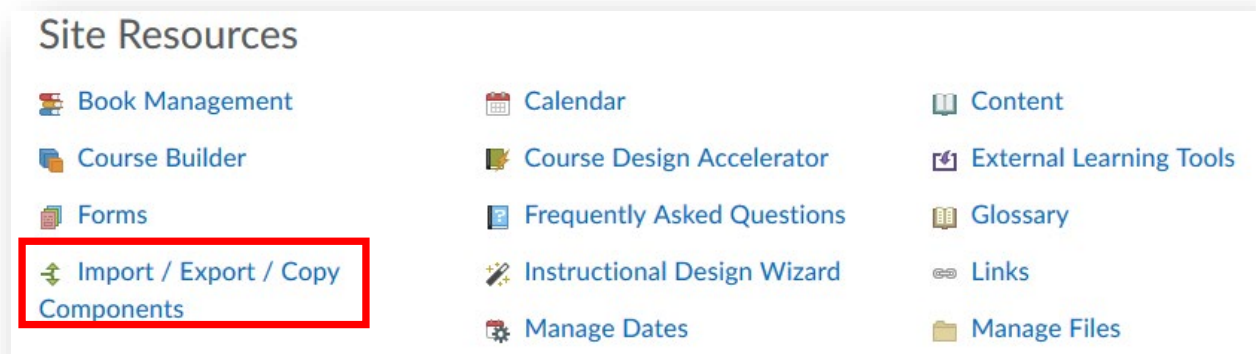 Site Resources
Book Management
Calendar
Content
Course Builder
Course Design Accelerator
External Learning Tools
Forms
Frequently Asked Questions
Glossary
Import / Export / Copy
Components
Instructional Design Wizard
Links
Manage Dates
Manage Files